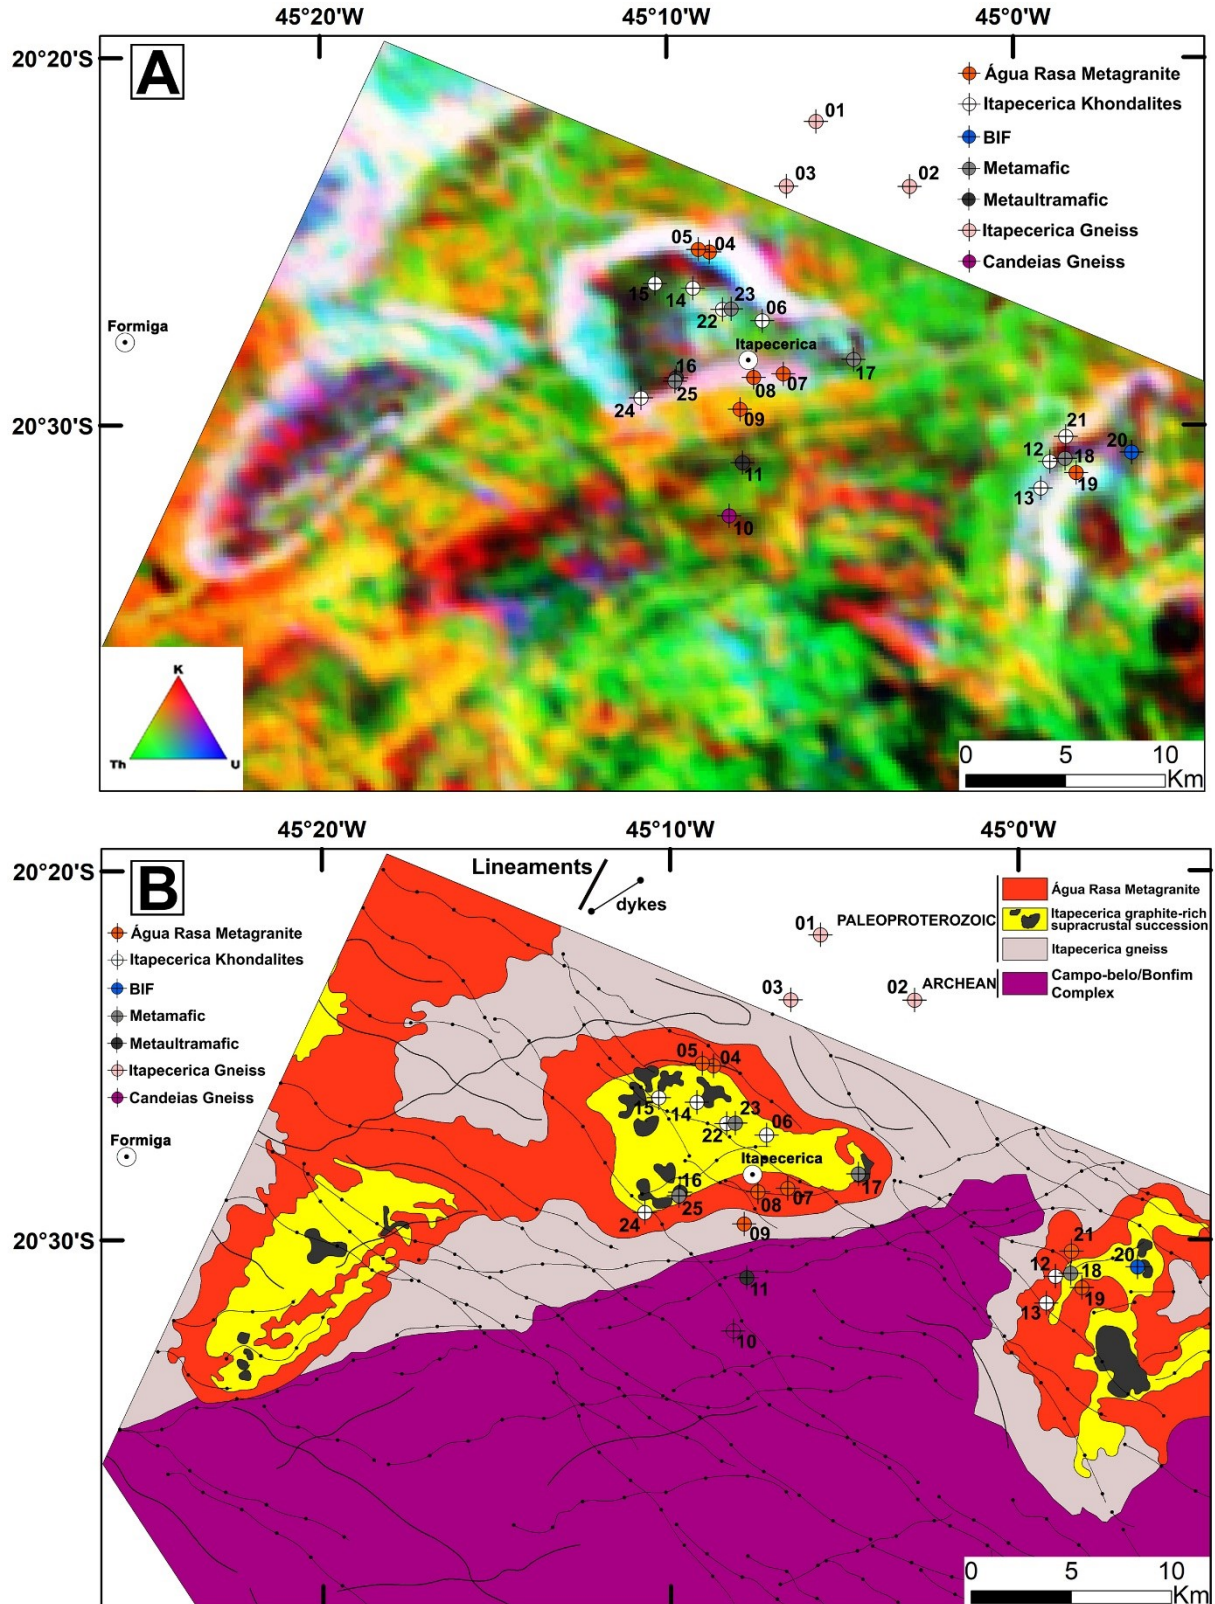 45°20'W 45°10'W 45°0'W
20°20'S
A
Água Rasa Metagranite
Itapecerica Khondalites
BIF
Metamafic
Metaultramafic
Itapecerica Gneiss
Candeias Gneiss
01
03 02
05 04
15 14 23
22 06
Formiga
Itapecerica
16 17
25 08 07
24 09
20°30'S
21
12 18 20
11 13 19
10
K
Th U
0 5 10
Km
45°20'W 45°10'W 45°0'W
20°20'S
B
Lineaments
dykes
Água Rasa Metagranite
Itapecerica Khondalites
BIF
Metamafic
Metaultramafic
Itapecerica Gneiss
Candeias Gneiss
Água Rasa Metagranite
PALEOPROTEROZOIC
Itapecerica graphite-rich
supracrustal succession
Itapecerica gneiss
ARCHEAN
Campo-belo/Bonfim
Complex
01
03 02
05 04
15 14 23
22 06
Formiga
Itapecerica
16 17
25 08 07
24 09
20°30'S
21
12 18 20
11 13 19
10
0 5 10
Km